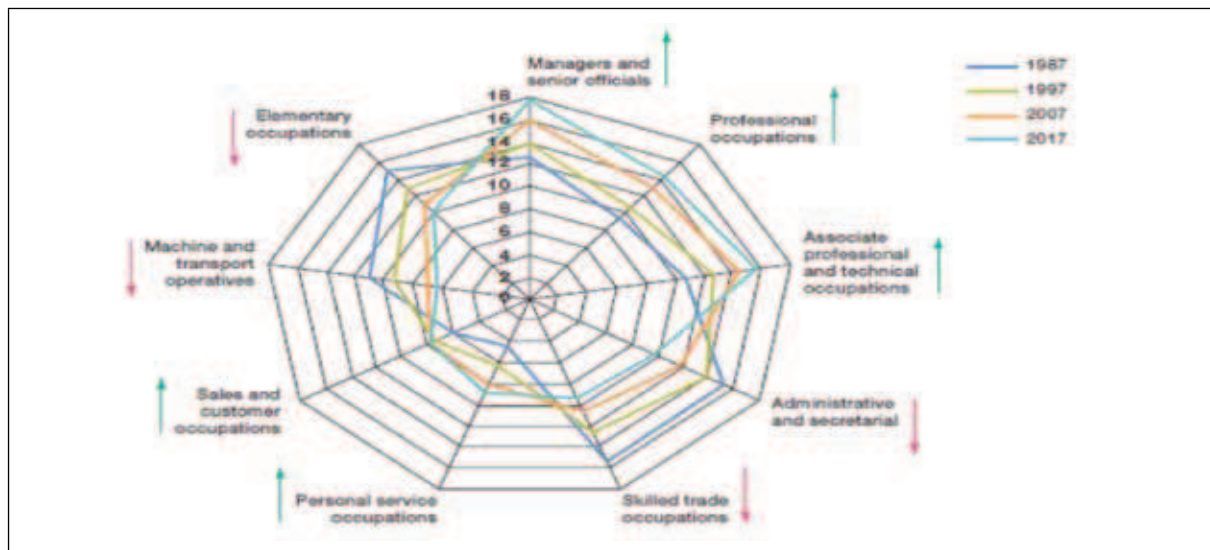 Managers and
senior officials
1987
1997
2007
2017
18
16
14
12
10
8
6
4
2
0
Elementary
occupations
Professional
occupations
Machine and
transport
operatives
Associate
professional
and technical
occupations
Sales and
customer
occupations
Administrative
and secretarial
Personal service
occupations
Skilled trade
occupations